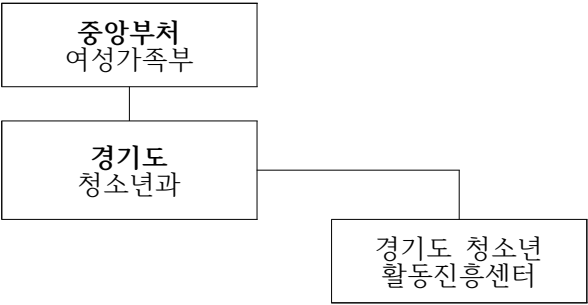 중앙부처
여성가족부
경기도
청소년과
경기도 청소년
활동진흥센터